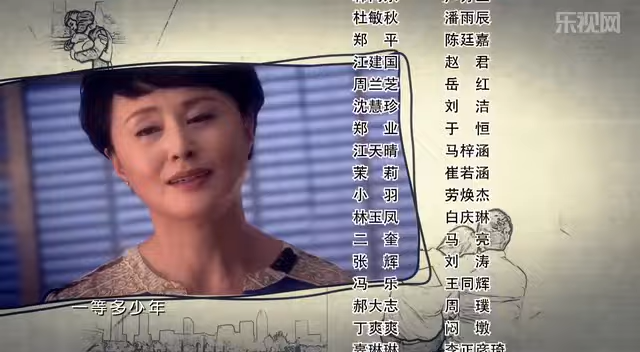 乐视网
杜敏秋 潘雨辰
郑 平 陈廷嘉
江建国 赵 亘
周兰芝 岳 红
沈慧珍 刘 洁
郑 业 于 恒
江天晴 马梓涵
茉 莉 崔若涵
小 羽 劳焕杰
林玉凤 白庆琳
二 奎 马 亮
张 辉 刘 涛
冯 乐 王同辉
郝大志 周 璞
丁爽爽 闪 墩
一等多少年